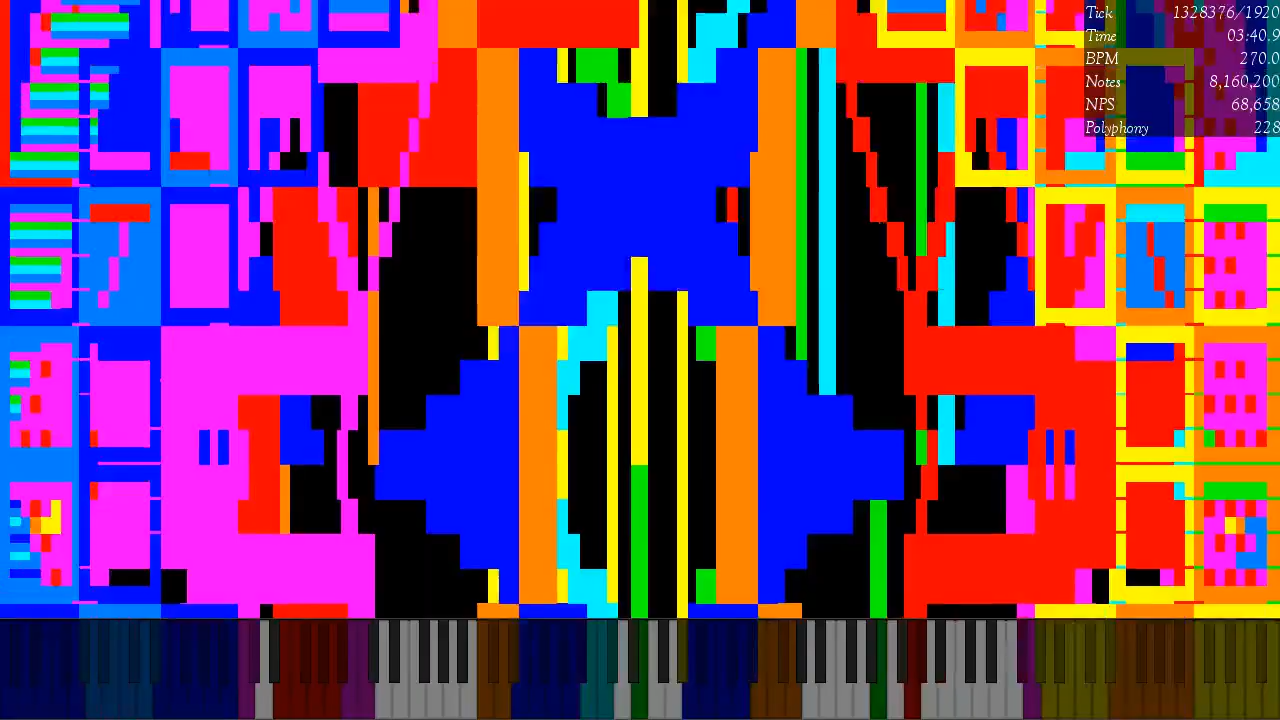 Tick 1328376/1920
Time 03:40.9
BPM 270.0
Notes 8,160,200
NPS 68,658
Polyphony 228